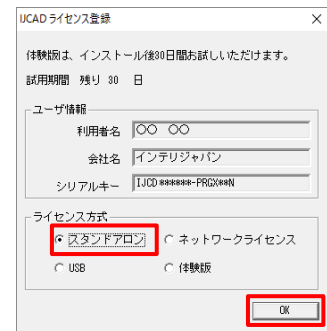 UCAD ライセンス登録
体験版は、インストール後30日間お試しいただけます。
試用期間 残り 30 日
ユーザ情報
利用者名 〇〇 〇〇
会社名 インテリジャパン
シリアルキー IJCD******-PRGX**N
ライセンス方式
スタンドアロン ネットワークライセンス
USB 体験版
OK